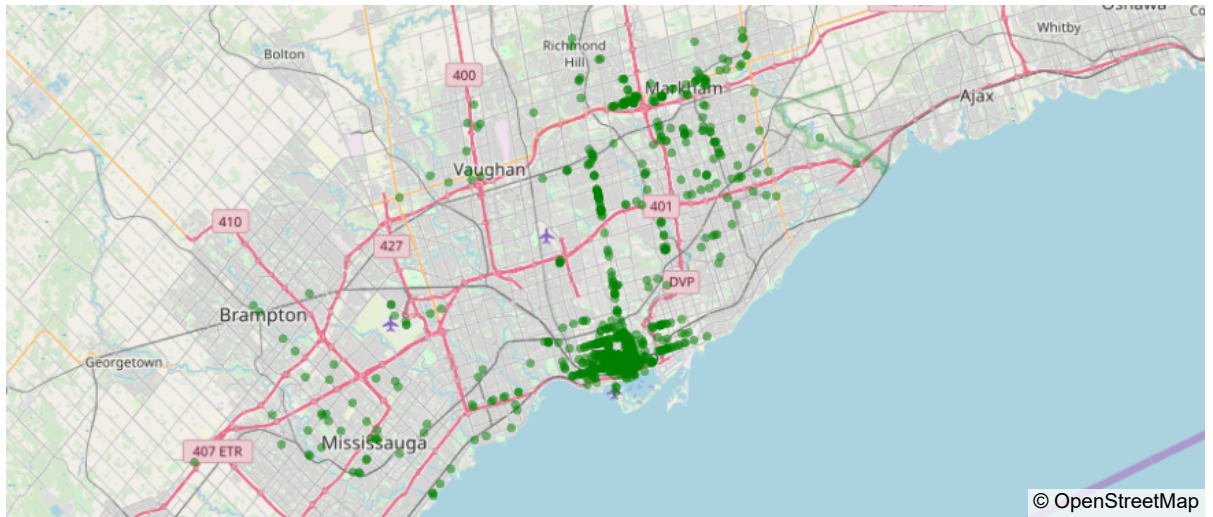 Oshawa
Whitby
Richmond
Hill
Bolton
400
Markham
Ajax
Vaughan
401
410
427
DVP
Brampton
Georgetown
Mississauga
407 ETR
© OpenStreetMap